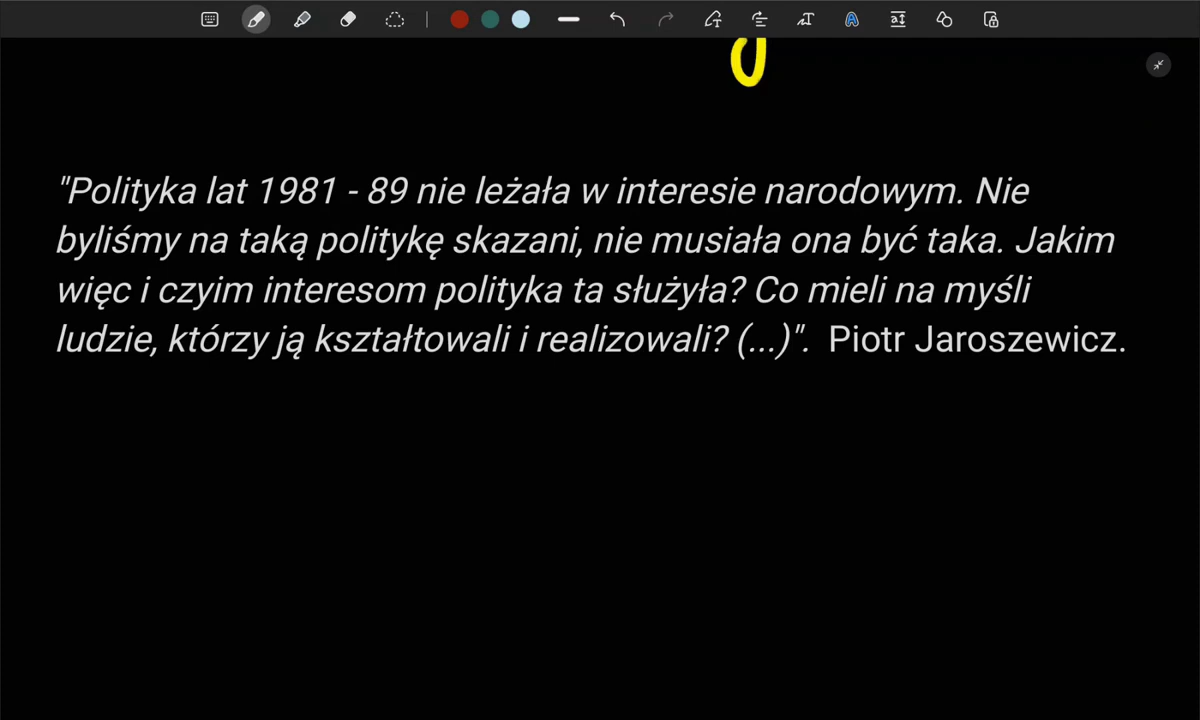 "Polityka lat 1981 - 89 nie leżała w interesie narodowym. Nie
byliśmy na taką politykę skazani, nie musiała ona być taka. Jakim
więc i czyim interesom polityka ta służyła? Co mieli na myśli
ludzie, którzy ją kształtowali i realizowali? (...)". Piotr Jaroszewicz.